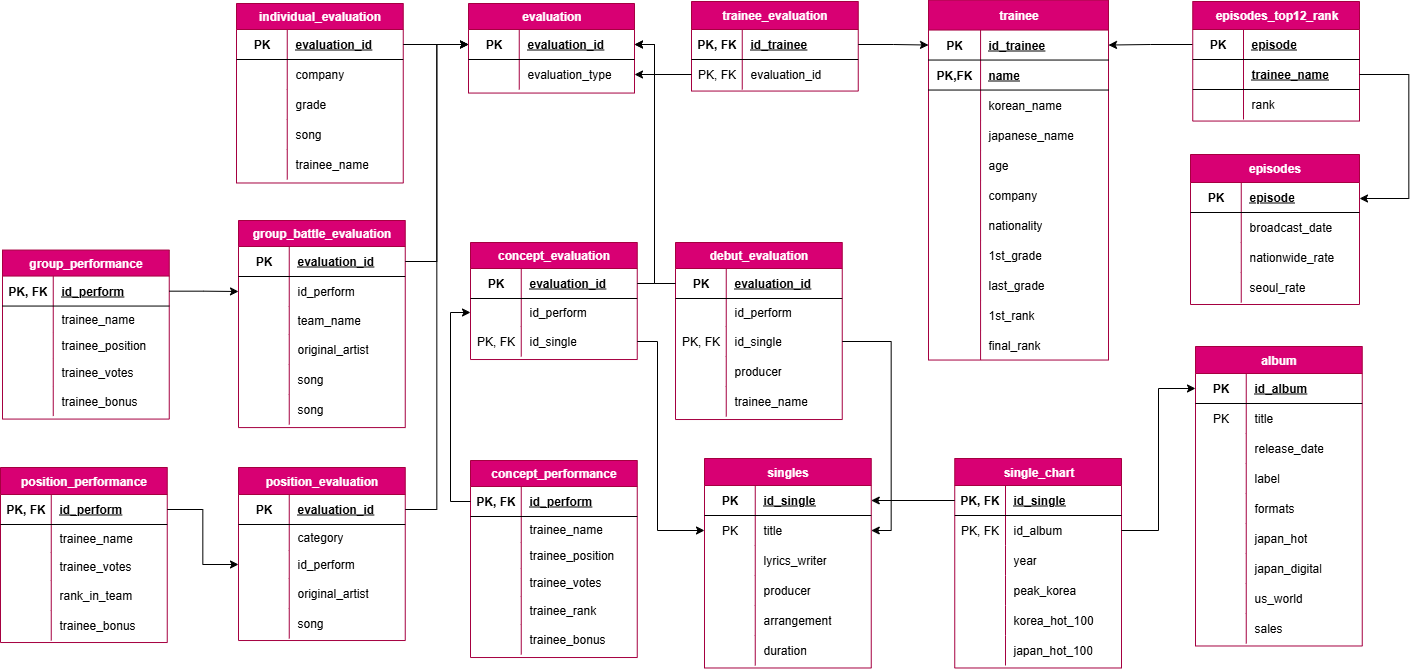 individual_evaluation
PK evaluation_id
company
grade
song
trainee_name
evaluation
PK evaluation_id
evaluation_type
trainee_evaluation
PK, FK id_trainee
PK, FK evaluation_id
trainee
PK id_trainee
PK,FK name
korean_name
japanese_name
age
company
nationality
1st_grade
last_grade
1st_rank
final_rank
episodes_top12_rank
PK episode
trainee_name
rank
episodes
PK episode
broadcast_date
nationwide_rate
seoul_rate
group_performance
PK, FK id_perform
trainee_name
trainee_position
trainee_votes
trainee_bonus
group_battle_evaluation
PK evaluation_id
id_perform
team_name
original_artist
song
song
concept_evaluation
PK evaluation_id
id_perform
PK, FK id_single
debut_evaluation
PK evaluation_id
id_perform
PK, FK id_single
producer
trainee_name
album
PK id_album
PK title
release_date
label
formats
japan_hot
japan_digital
us_world
sales
position_performance
PK, FK id_perform
trainee_name
trainee_votes
rank_in_team
trainee_bonus
position_evaluation
PK evaluation_id
category
id_perform
original_artist
song
concept_performance
PK, FK id_perform
trainee_name
trainee_position
trainee_votes
trainee_rank
trainee_bonus
singles
PK id_single
PK title
lyrics_writer
producer
arrangement
duration
single_chart
PK, FK id_single
PK, FK id_album
year
peak_korea
korea_hot_100
japan_hot_100